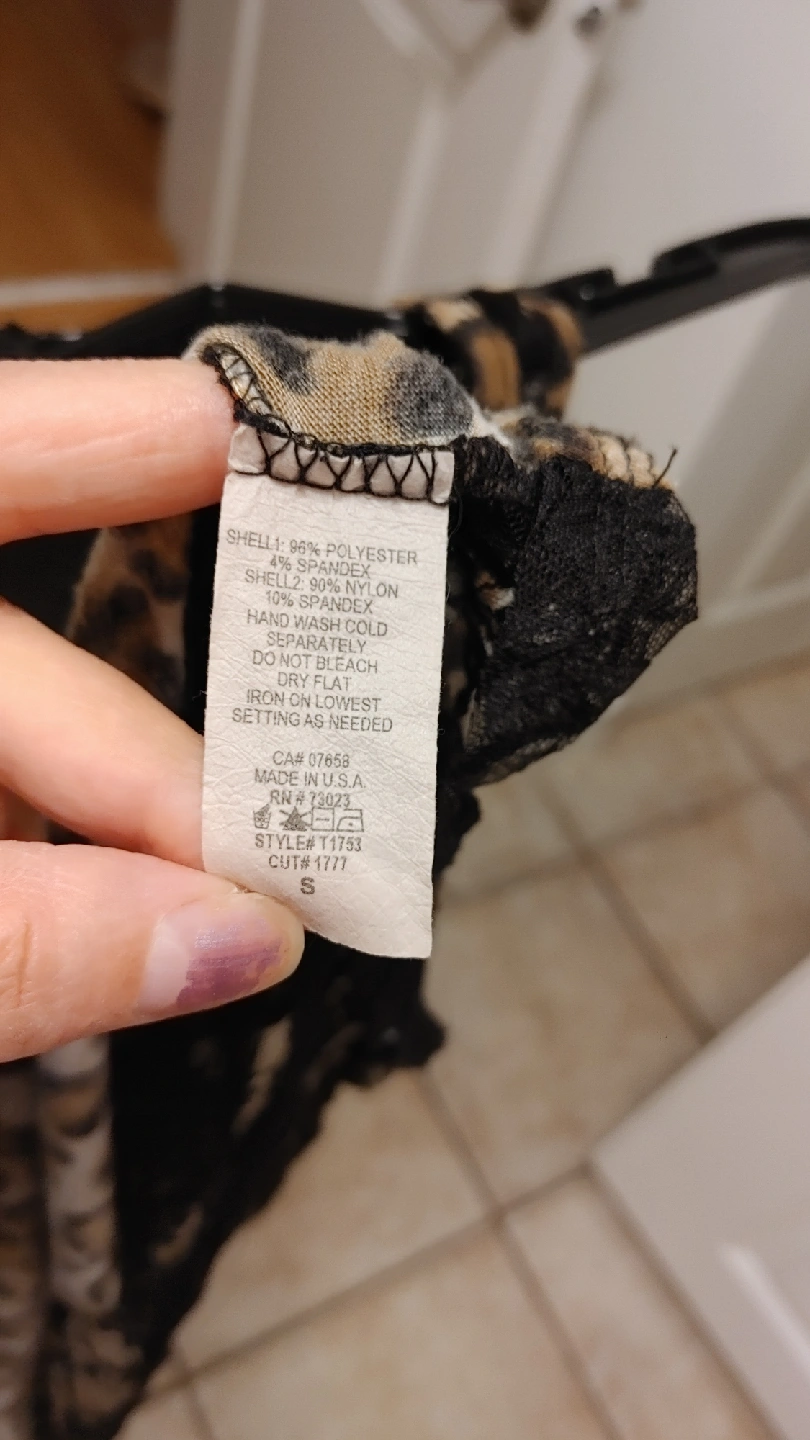 SHELL1: 96% POLYESTER
4% SPANDEX
SHELL2: 90% NYLON
10% SPANDEX
HAND WASH COLD
SEPARATELY
DO NOT BLEACH
DRY FLAT
IRON ON LOWEST
SETTING AS NEEDED
CA# 07658
MADE IN U.S.A.
RN # 73023
STYLE# T1753
CUT# 1777
S